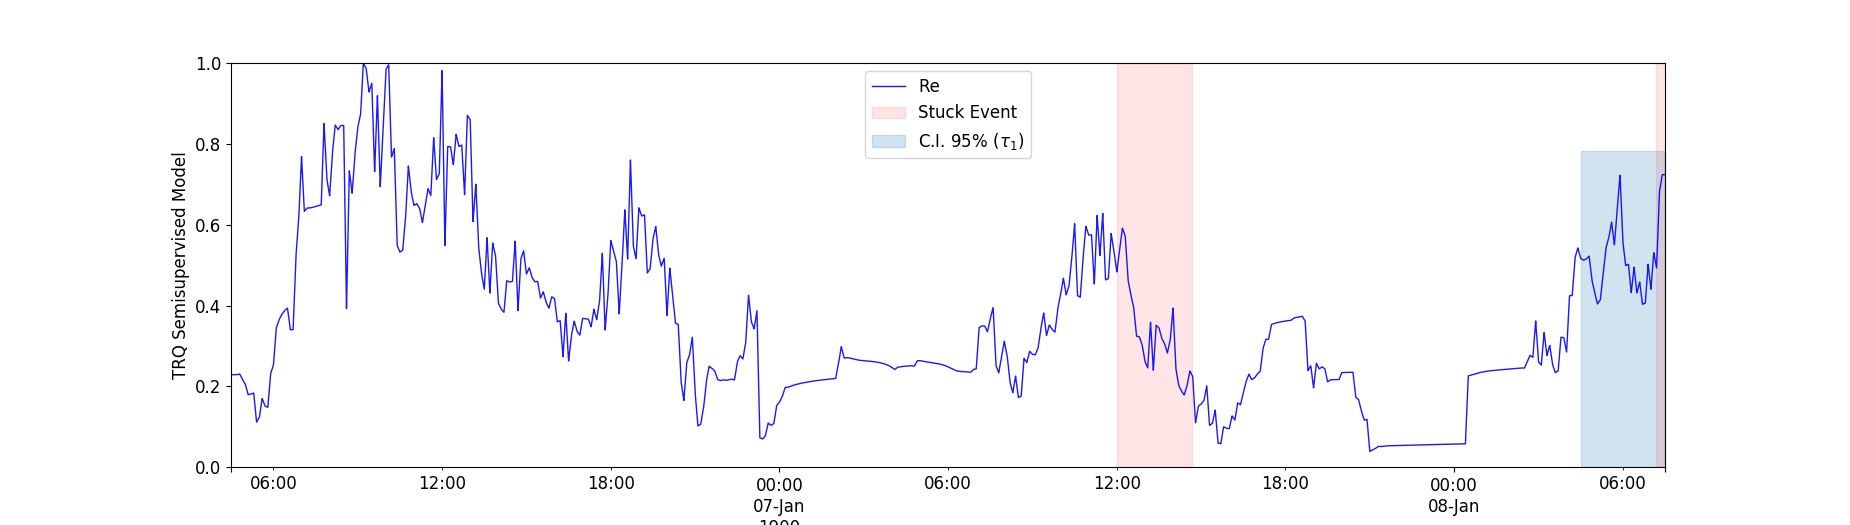 1.0
0.8
0.6
0.4
0.2
0.0
TRQ Semisupervised Model
Re
Stuck Event
C.I. 95% (τ₁)
06:00 12:00 18:00 00:00 06:00 12:00 18:00 00:00 06:00
07-Jan 08-Jan
1900